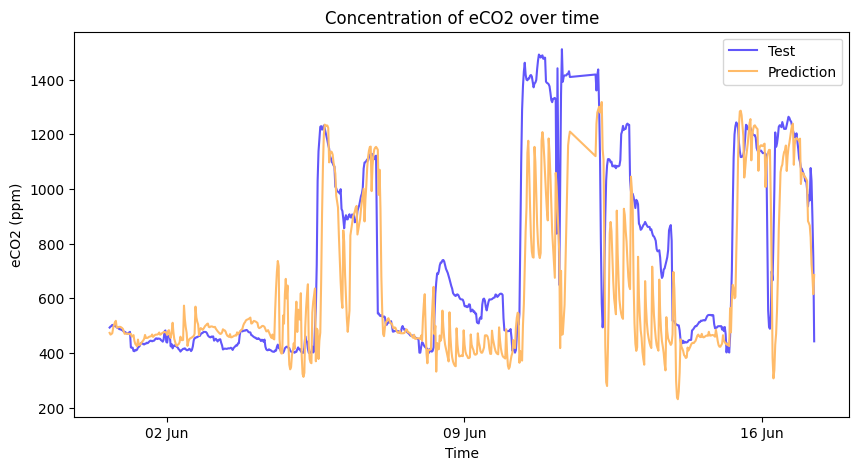 Concentration of eCO2 over time
Test
Prediction
eCO2 (ppm)
1400
1200
1000
800
600
400
200
02 Jun
09 Jun
16 Jun
Time